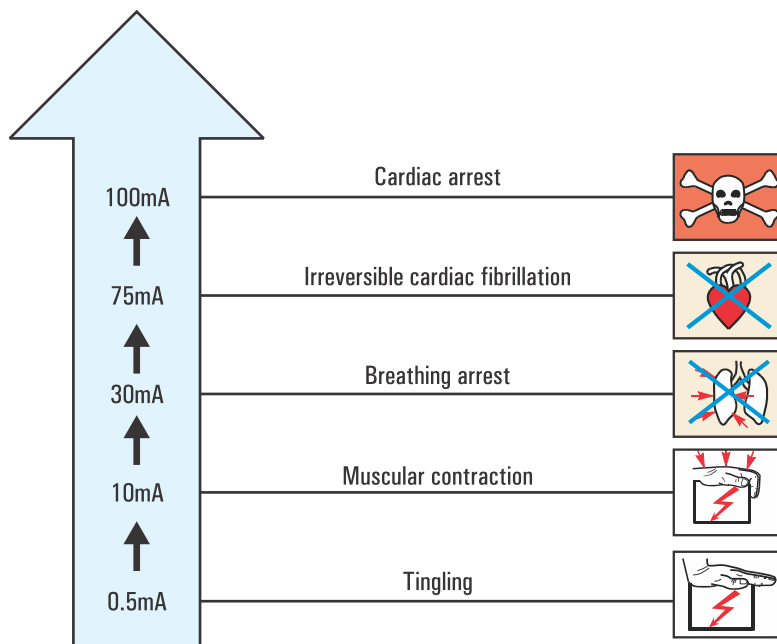 100mA Cardiac arrest
75mA Irreversible cardiac fibrillation
30mA Breathing arrest
10mA Muscular contraction
0.5mA Tingling